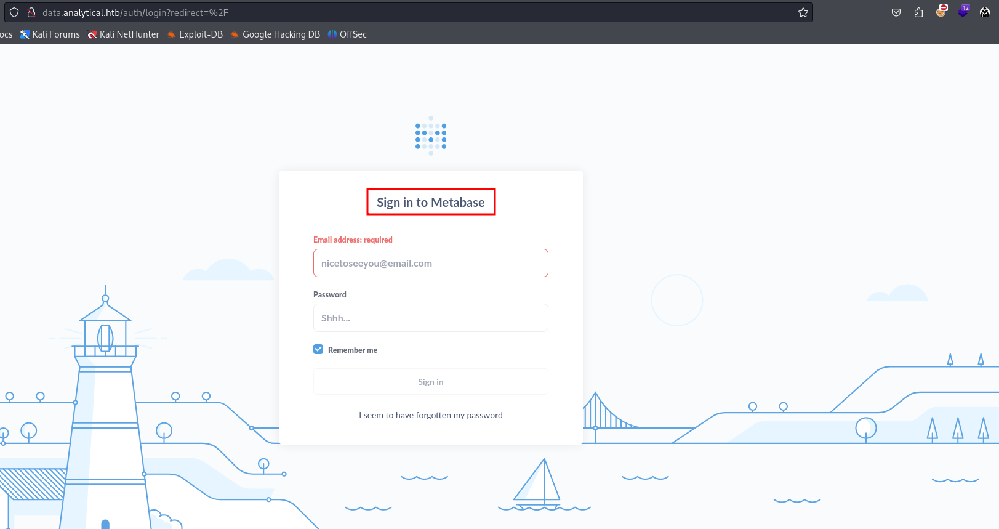 data.analytical.htb/auth/login?redirect=%2F
12
ocs Kali Forums Kali NetHunter Exploit-DB Google Hacking DB OffSec
Sign in to Metabase
Email address: required
nicetoseeyou@email.com
Password
Shhh...
Remember me
Sign in
I seem to have forgotten my password